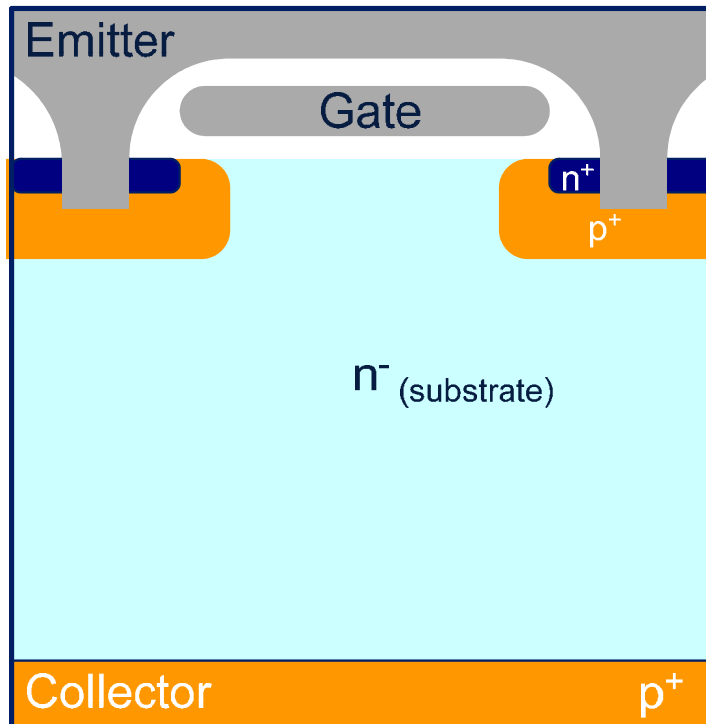 Emitter
Gate
n⁺
p⁺
n⁻ (substrate)
Collector
p⁺